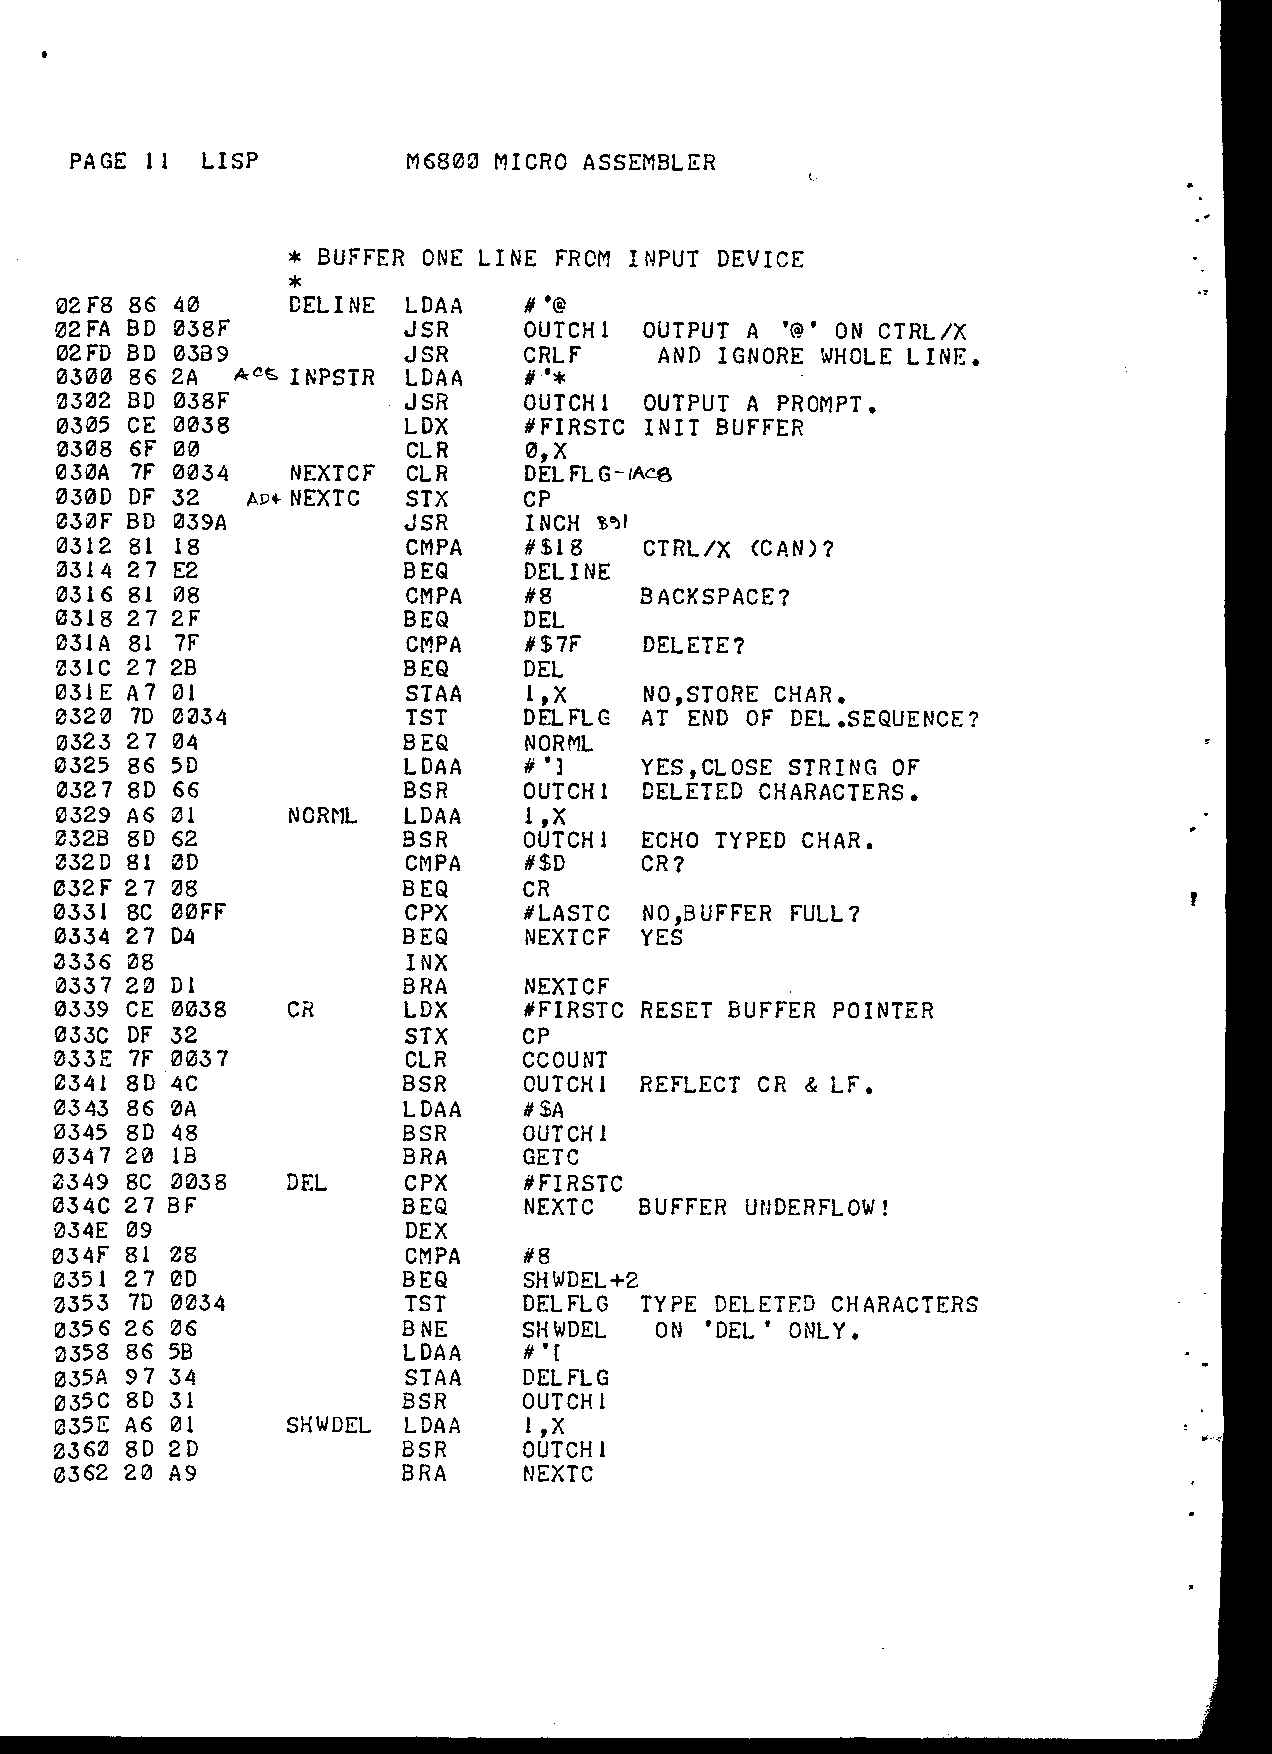 PAGE 11 LISP M6800 MICRO ASSEMBLER
* BUFFER ONE LINE FROM INPUT DEVICE
*
02F8 86 40 DELINE LDAA #'@
02FA BD 038F JSR OUTCH1 OUTPUT A '@' ON CTRL/X
02FD BD 03B9 JSR CRLF AND IGNORE WHOLE LINE.
0300 86 2A INPSTR LDAA #'*
0302 BD 038F JSR OUTCH1 OUTPUT A PROMPT.
0305 CE 0038 LDX #FIRSTC INIT BUFFER
0308 6F 00 CLR 0,X
030A 7F 0034 NEXTCF CLR DELFLG
030D DF 32 NEXTC STX CP
030F BD 039A JSR INCH
0312 81 18 CMPA #$18 CTRL/X (CAN)?
0314 27 E2 BEQ DELINE
0316 81 08 CMPA #8 BACKSPACE?
0318 27 2F BEQ DEL
031A 81 7F CMPA #$7F DELETE?
031C 27 2B BEQ DEL
031E A7 01 STAA 1,X NO,STORE CHAR.
0320 7D 0034 TST DELFLG AT END OF DEL.SEQUENCE?
0323 27 04 BEQ NORML
0325 86 5D LDAA #'] YES,CLOSE STRING OF
0327 8D 66 BSR OUTCH1 DELETED CHARACTERS.
0329 A6 01 NORML LDAA 1,X
032B 8D 62 BSR OUTCH1 ECHO TYPED CHAR.
032D 81 0D CMPA #$D CR?
032F 27 08 BEQ CR
0331 8C 00FF CPX #LASTC NO,BUFFER FULL?
0334 27 D4 BEQ NEXTCF YES
0336 08 INX
0337 20 D1 BRA NEXTCF
0339 CE 0038 CR LDX #FIRSTC RESET BUFFER POINTER
033C DF 32 STX CP
033E 7F 0037 CLR CCOUNT
0341 8D 4C BSR OUTCH1 REFLECT CR & LF.
0343 86 0A LDAA #$A
0345 8D 48 BSR OUTCH1
0347 20 1B BRA GETC
0349 8C 0038 DEL CPX #FIRSTC
034C 27 BF BEQ NEXTC BUFFER UNDERFLOW!
034E 09 DEX
034F 81 08 CMPA #8
0351 27 0D BEQ SHWDEL+2
0353 7D 0034 TST DELFLG TYPE DELETED CHARACTERS
0356 26 06 BNE SHWDEL ON 'DEL' ONLY.
0358 86 5B LDAA #'[
035A 97 34 STAA DELFLG
035C 8D 31 BSR OUTCH1
035E A6 01 SHWDEL LDAA 1,X
0360 8D 2D BSR OUTCH1
0362 20 A9 BRA NEXTC